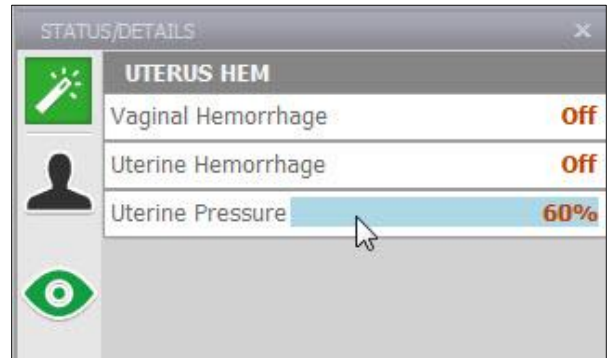 STATUS/DETAILS
UTERUS HEM
Vaginal Hemorrhage Off
Uterine Hemorrhage Off
Uterine Pressure 60%